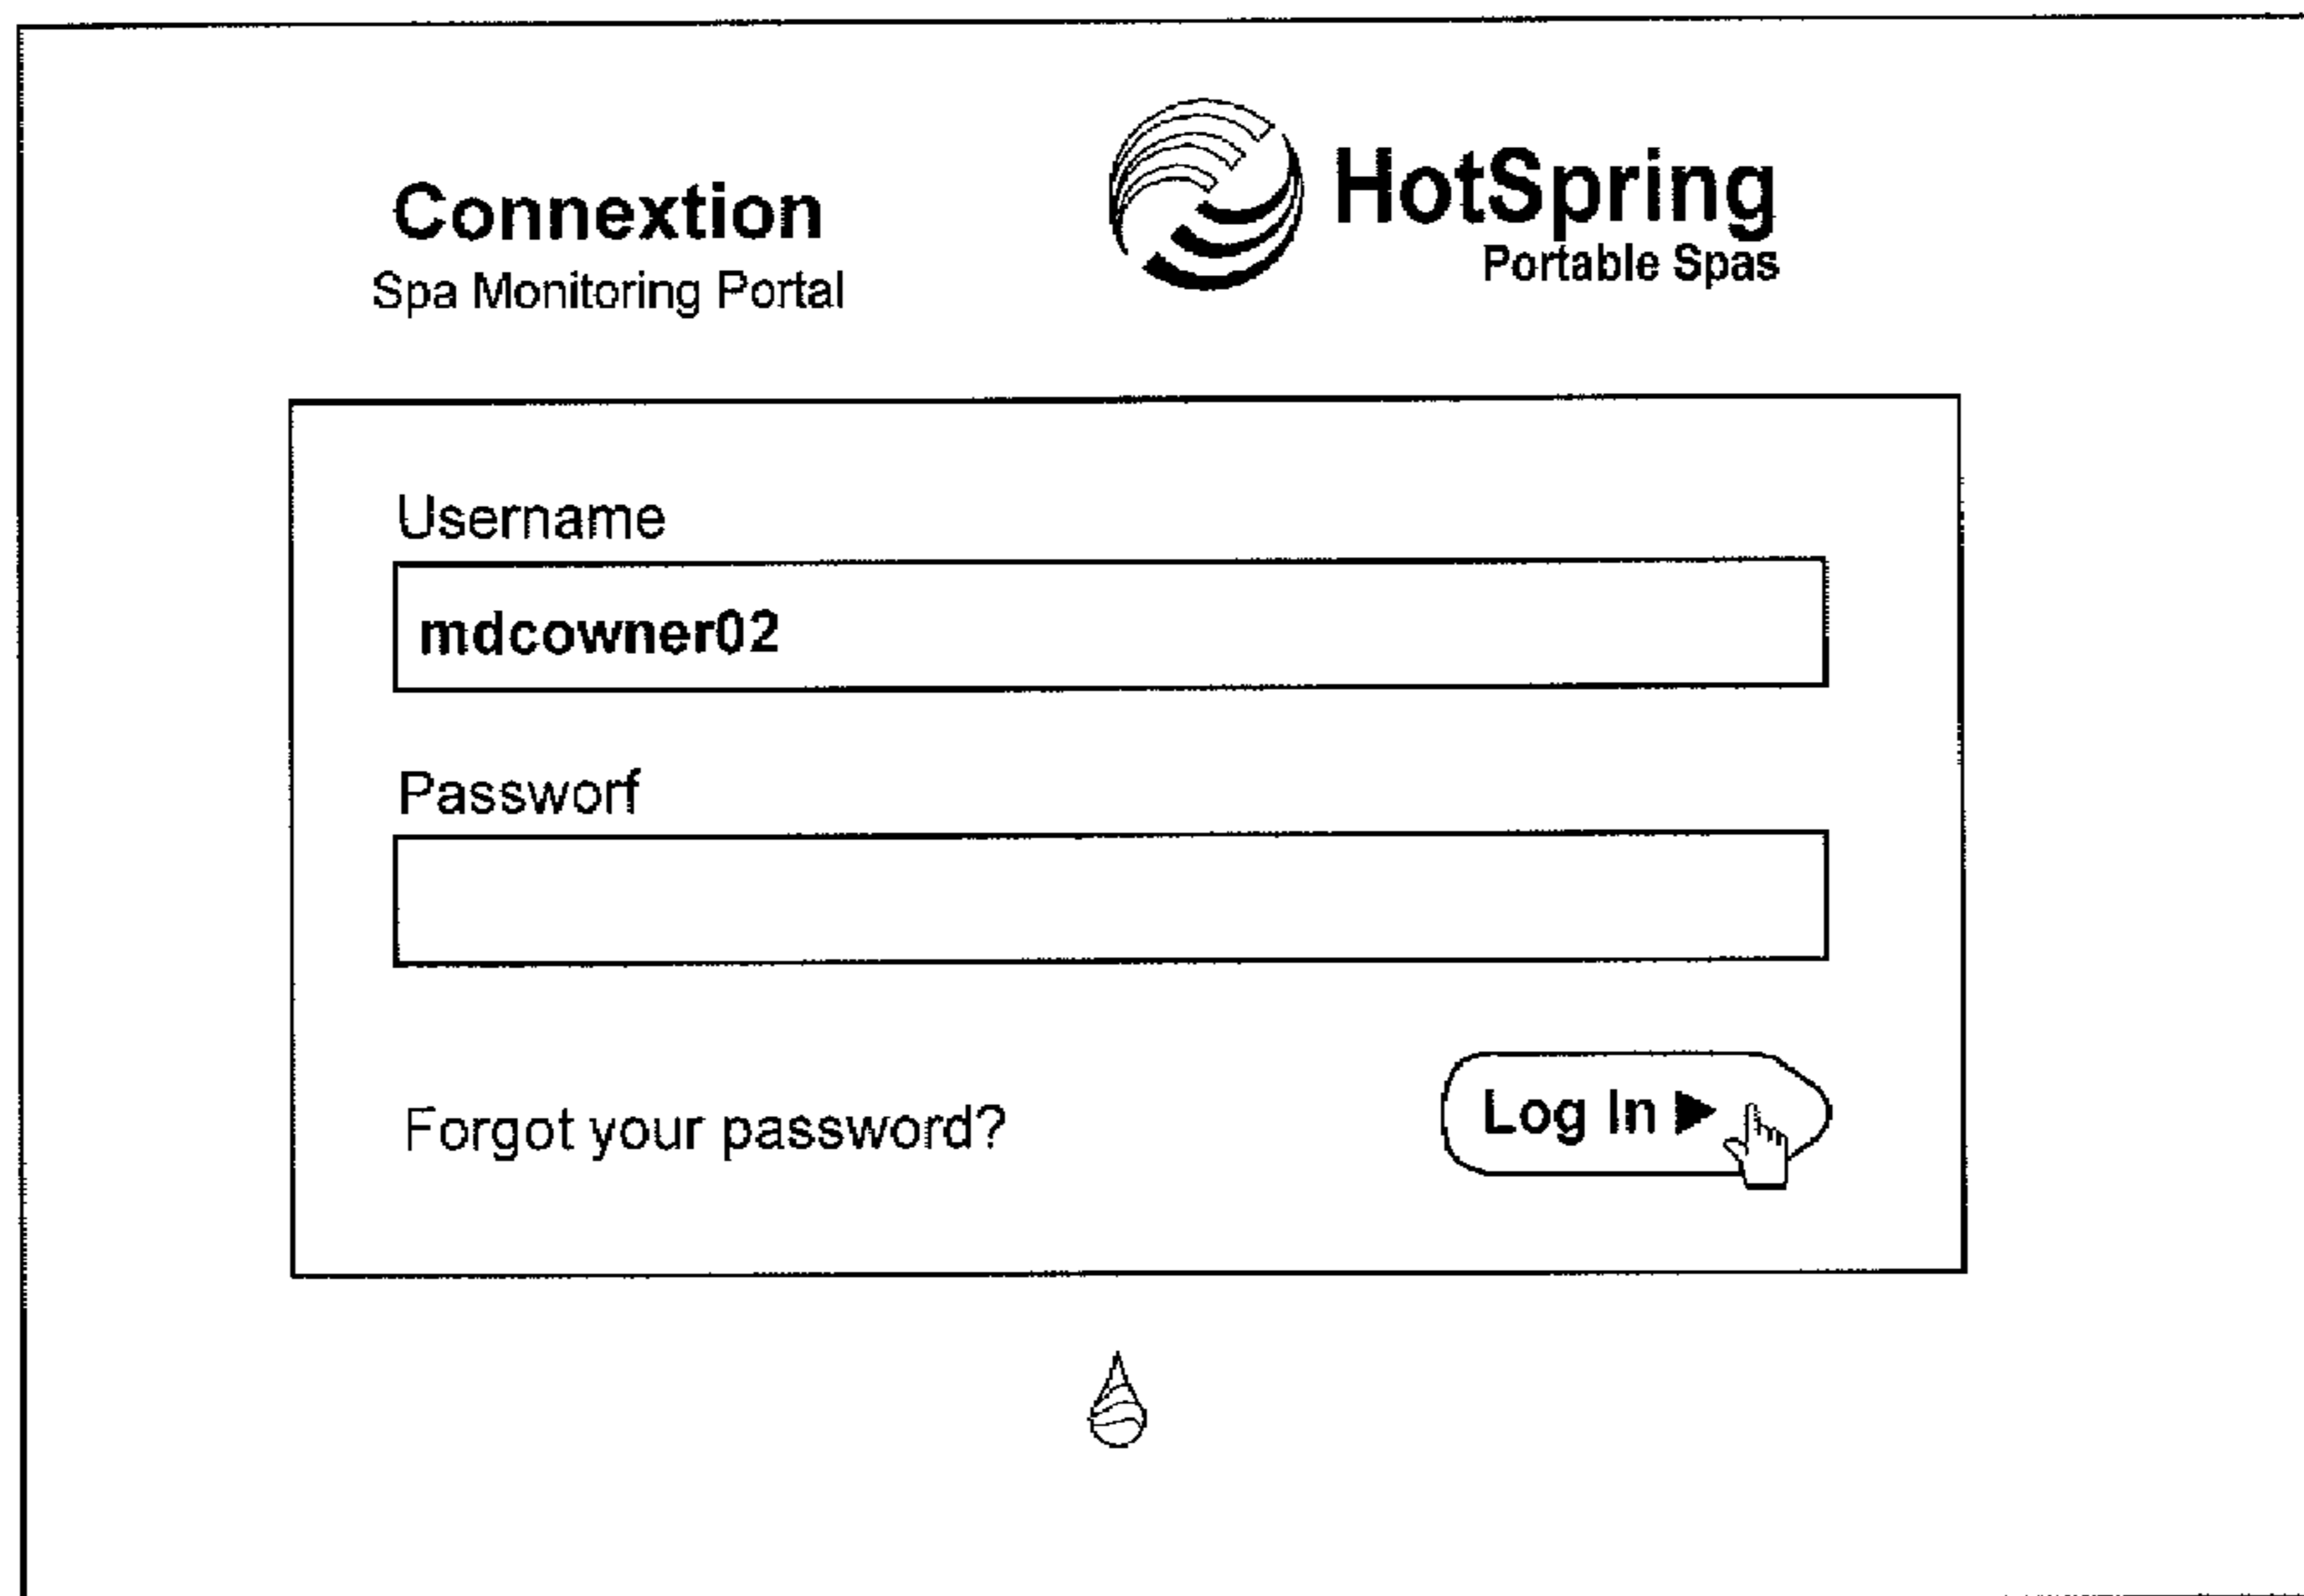 Connextion
Spa Monitoring Portal
HotSpring
Portable Spas
Username
mdcowner02
Passworf
Forgot your password?
Log In